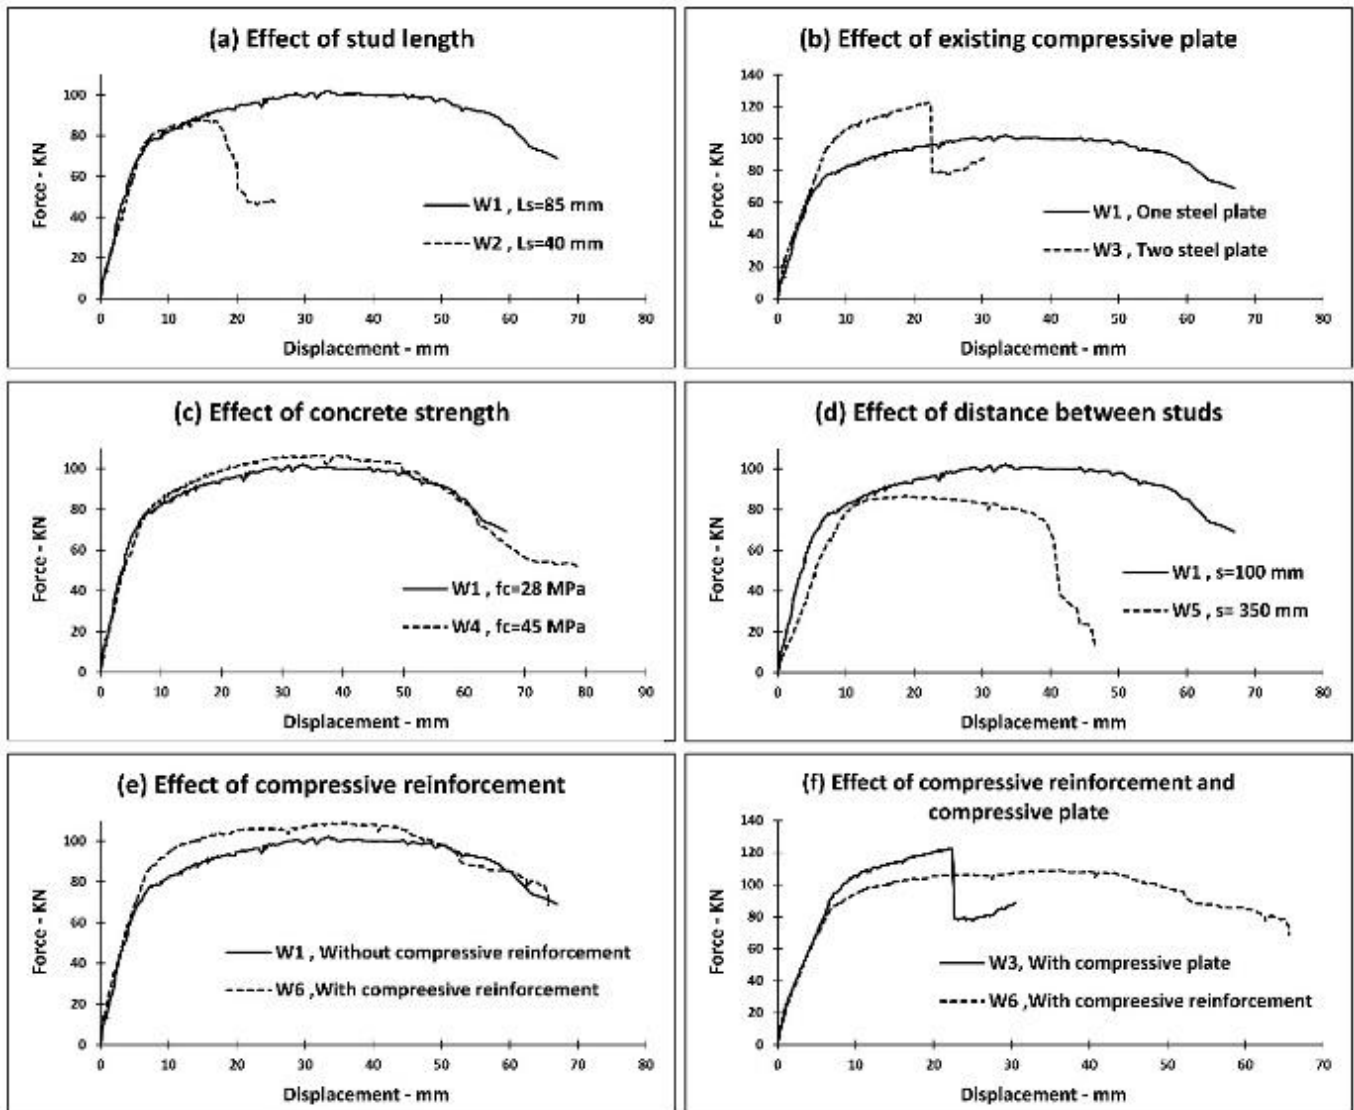 (a) Effect of stud length
Force - KN
100
80
60
40
20
0
W1 , Ls=85 mm
W2 , Ls=40 mm
0 10 20 30 40 50 60 70 80
Displacement - mm
(b) Effect of existing compressive plate
Force - KN
140
120
100
80
60
40
20
0
W1 , One steel plate
W3 , Two steel plate
0 10 20 30 40 50 60 70 80
Displacement - mm
(c) Effect of concrete strength
Force - KN
100
80
60
40
20
0
W1 , fc=28 MPa
W4 , fc=45 MPa
0 10 20 30 40 50 60 70 80 90
Displacement - mm
(d) Effect of distance between studs
Force - KN
100
80
60
40
20
0
W1 , s=100 mm
W5 , s= 350 mm
0 10 20 30 40 50 60 70 80
Displacement - mm
(e) Effect of compressive reinforcement
Force - KN
100
80
60
40
20
0
W1 , Without compressive reinforcement
W6 ,With compreesive reinforcement
0 10 20 30 40 50 60 70 80
Displacement - mm
(f) Effect of compressive reinforcement and
compressive plate
Force - KN
140
120
100
80
60
40
20
0
W3, With compressive plate
W6 ,With compreesive reinforcement
0 10 20 30 40 50 60 70
Displacement - mm